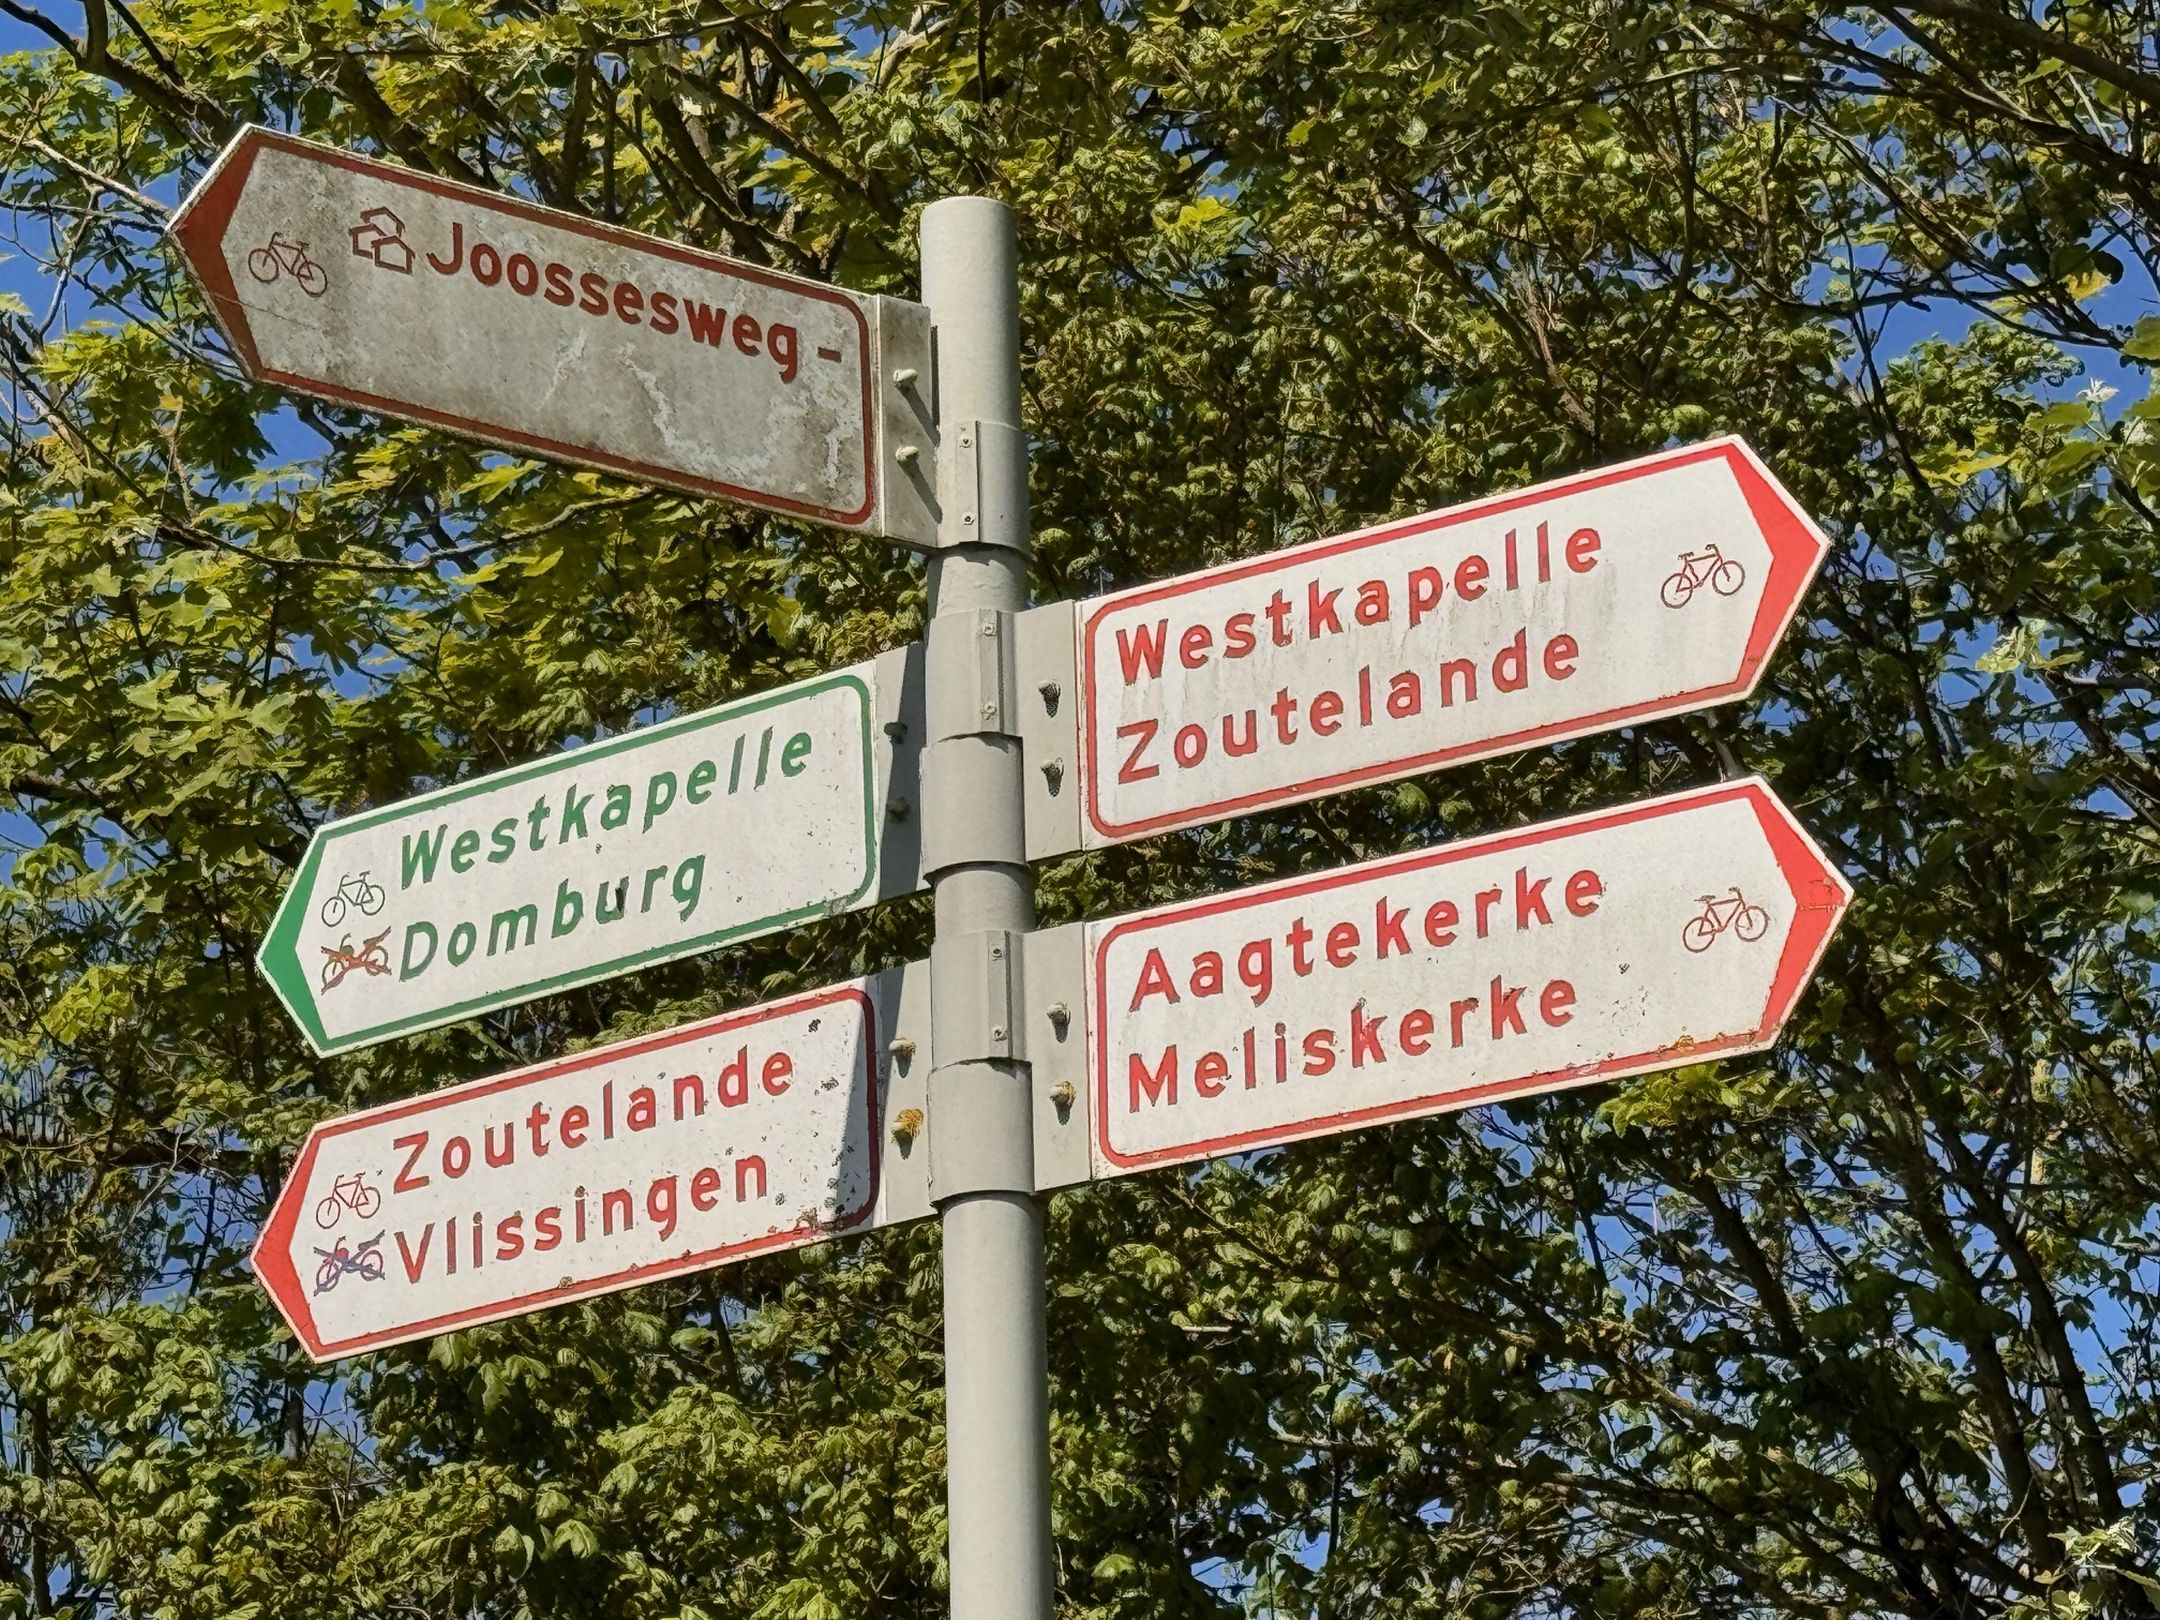 Joossesweg -
Westkapelle
Zoutelande
Westkapelle
Domburg
Aagtekerke
Meliskerke
Zoutelande
Vlissingen